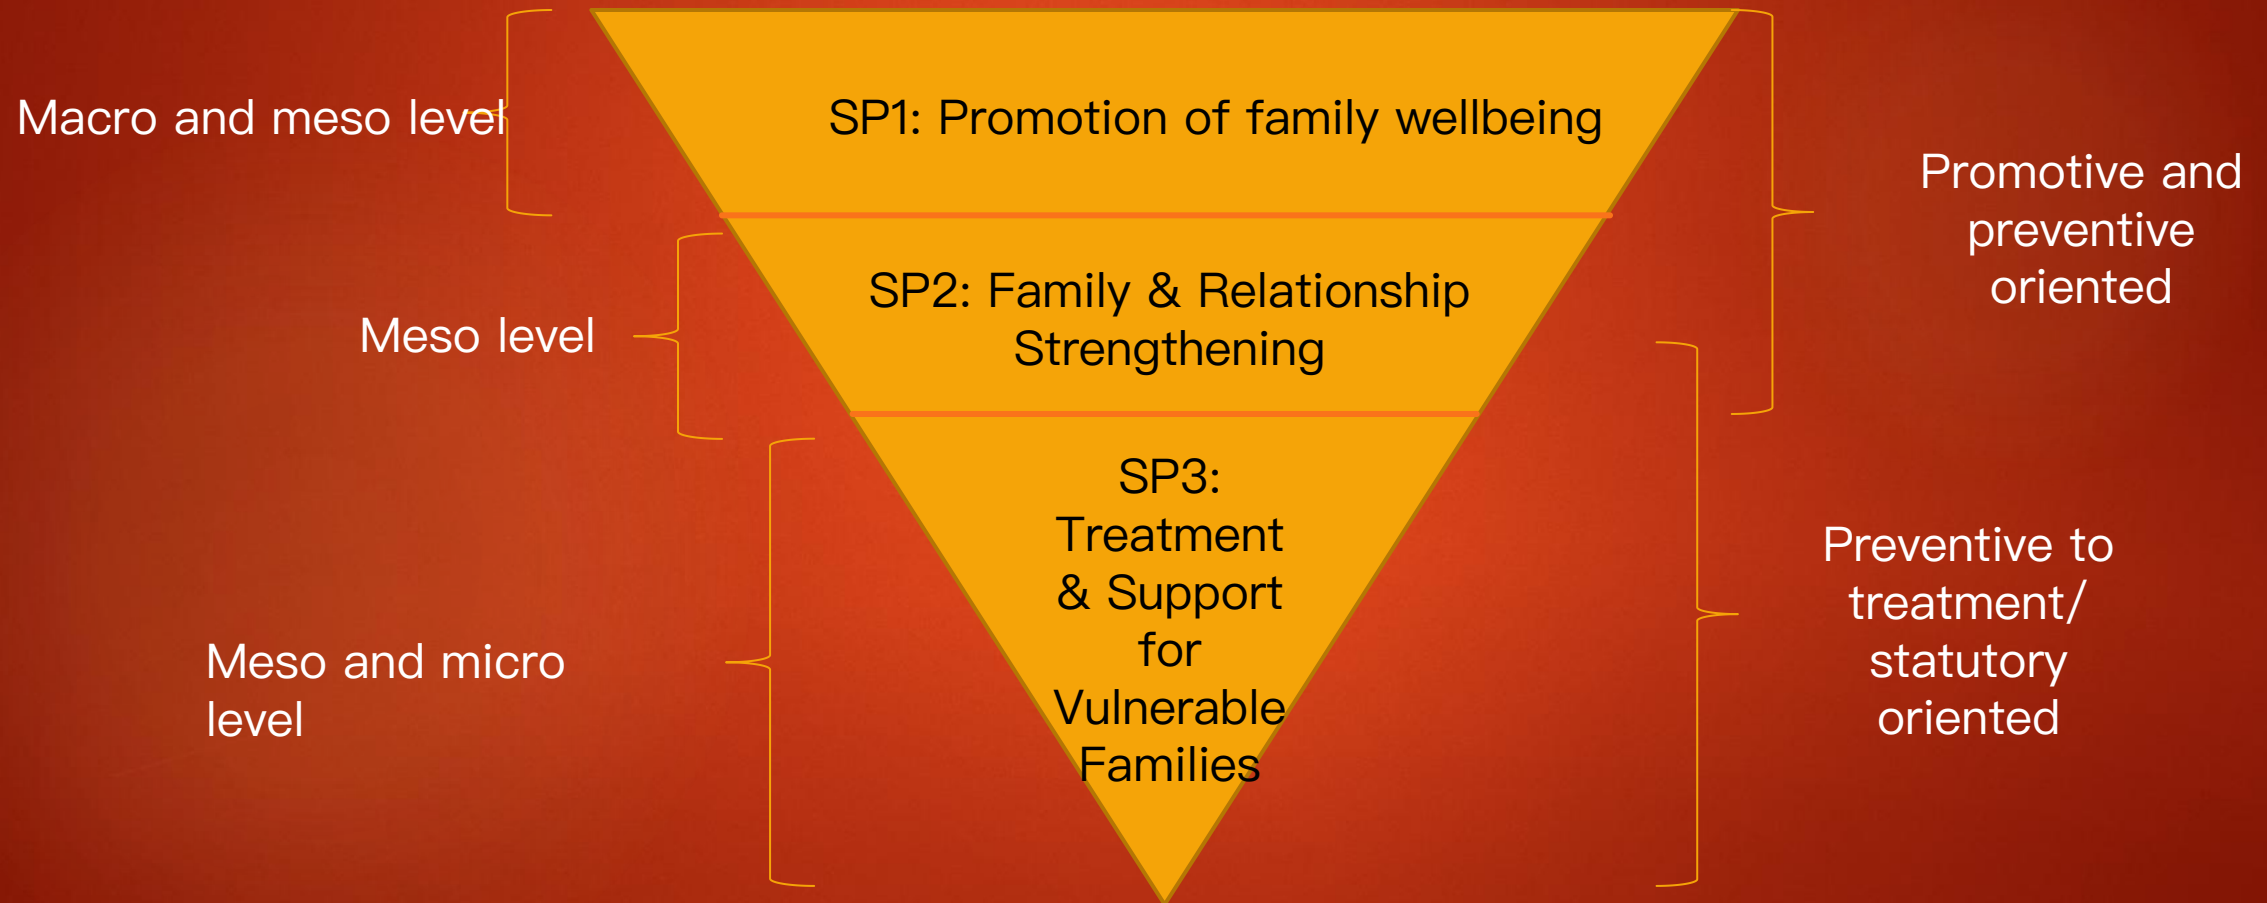 Macro and meso level
SP1: Promotion of family wellbeing
Promotive and
preventive
oriented
SP2: Family & Relationship
Strengthening
Meso level
SP3:
Treatment
& Support
for
Vulnerable
Families
Meso and micro
level
Preventive to
treatment/
statutory
oriented